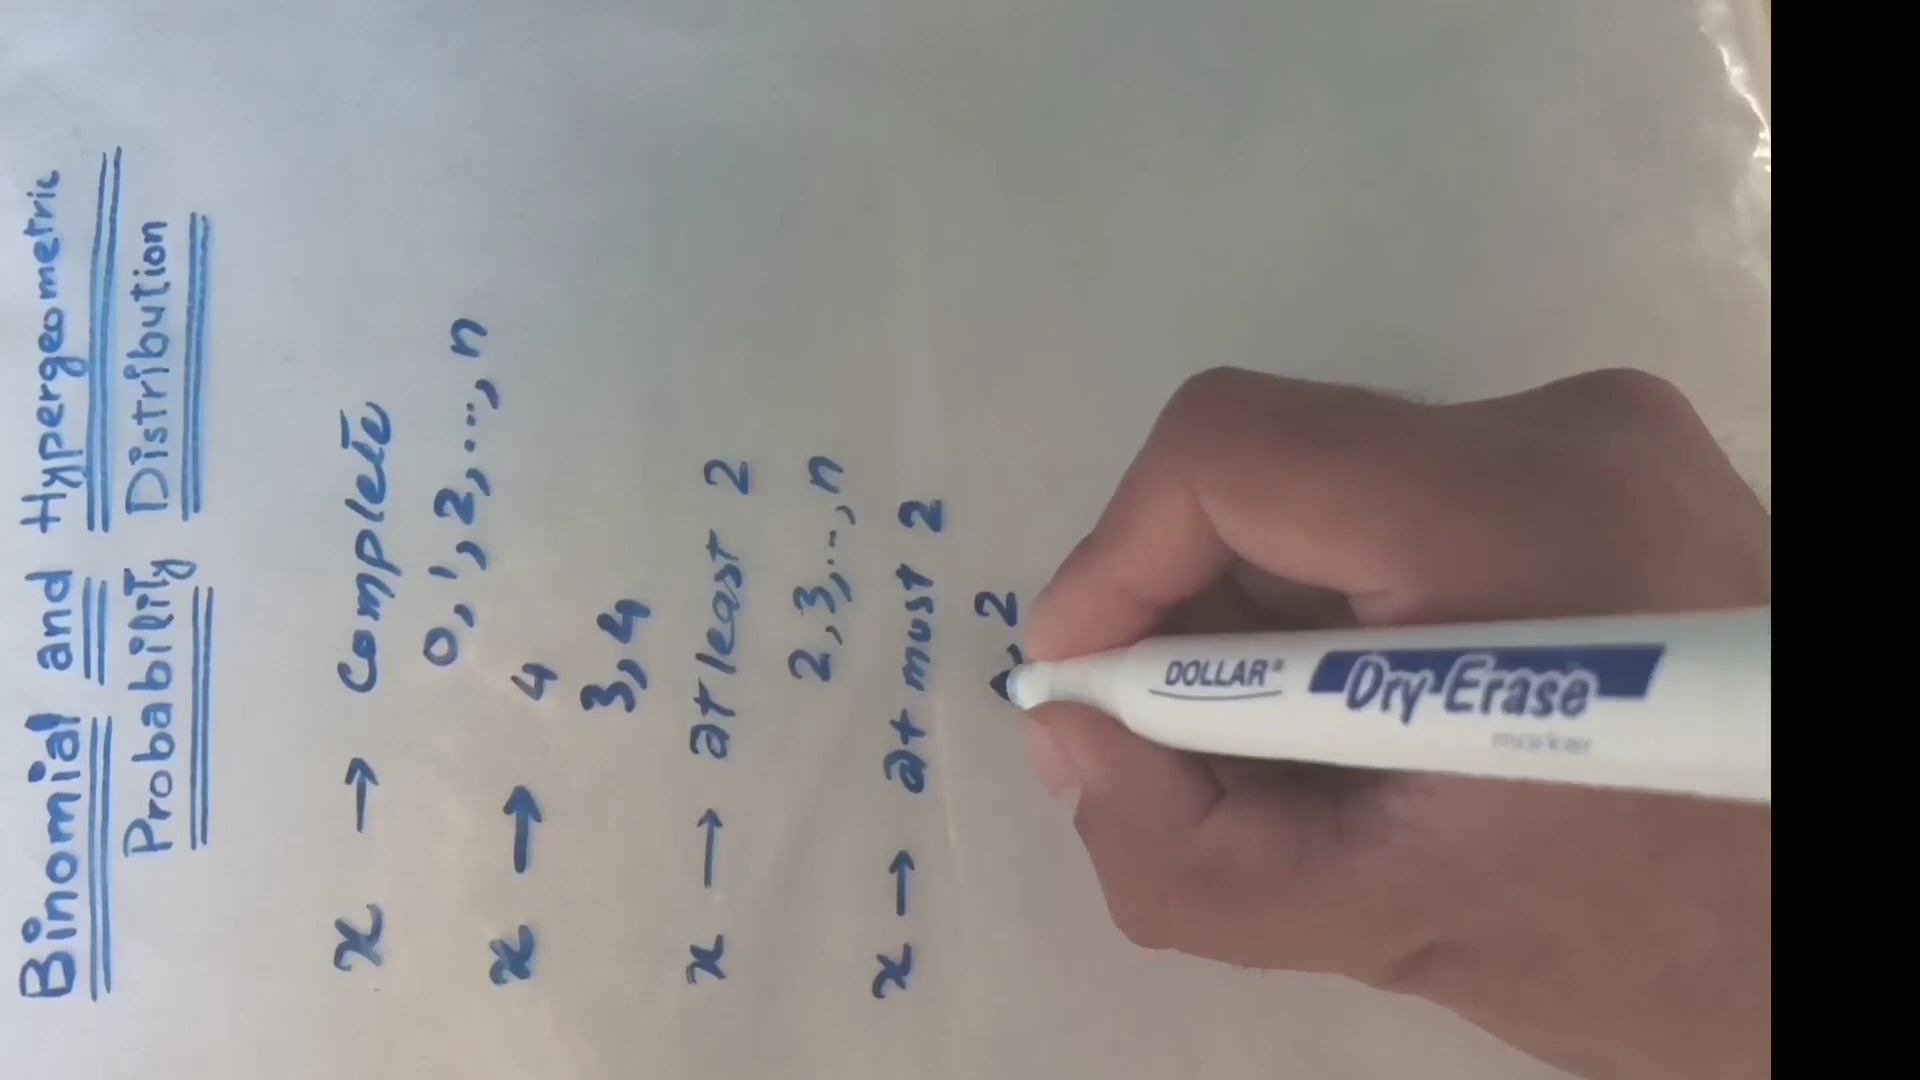 Binomial and Hypergeometric
Probability Distribution
x → Complete
0, 1, 2, ..., n
x → 4
3, 4
x → at least 2
2, 3, ..., n
x → at must 2
, 2
DOLLAR®
Dry Erase
marker